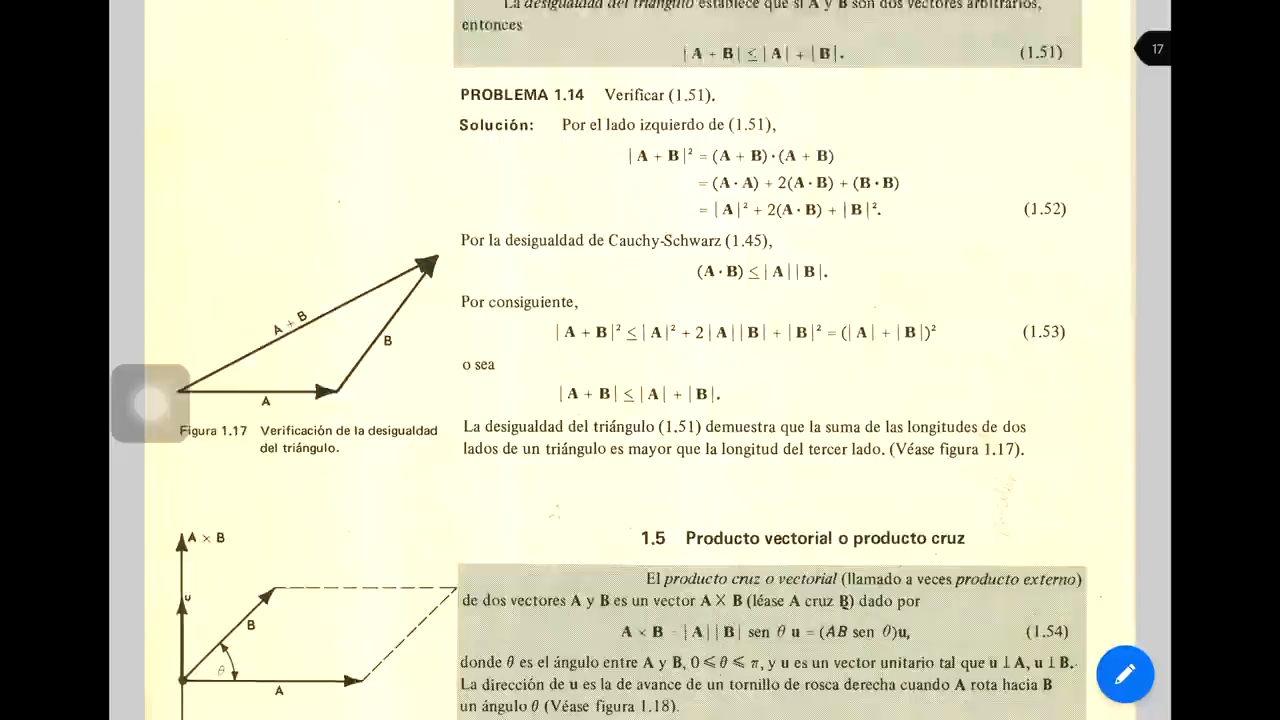 La desigualdad del triángulo establece que si A y B son dos vectores arbitrarios,
entonces
| A + B | ≤ | A | + | B |. (1.51)
17
PROBLEMA 1.14 Verificar (1.51).
Solución: Por el lado izquierdo de (1.51),
| A + B |² = (A + B) · (A + B)
= (A · A) + 2(A · B) + (B · B)
= | A |² + 2(A · B) + | B |². (1.52)
Por la desigualdad de Cauchy-Schwarz (1.45),
(A · B) ≤ | A | | B |.
Por consiguiente,
| A + B |² ≤ | A |² + 2 | A | | B | + | B |² = (| A | + | B |)² (1.53)
o sea
| A + B | ≤ | A | + | B |.
La desigualdad del triángulo (1.51) demuestra que la suma de las longitudes de dos
lados de un triángulo es mayor que la longitud del tercer lado. (Véase figura 1.17).
A + B
B
A
Figura 1.17 Verificación de la desigualdad
del triángulo.
1.5 Producto vectorial o producto cruz
El producto cruz o vectorial (llamado a veces producto externo)
de dos vectores A y B es un vector A × B (léase A cruz B) dado por
A × B = | A | | B | sen θ u = (AB sen θ)u, (1.54)
donde θ es el ángulo entre A y B, 0 ≤ θ ≤ π, y u es un vector unitario tal que u ⊥ A, u ⊥ B.
La dirección de u es la de avance de un tornillo de rosca derecha cuando A rota hacia B
un ángulo θ (Véase figura 1.18).
A × B
u
B
θ
A